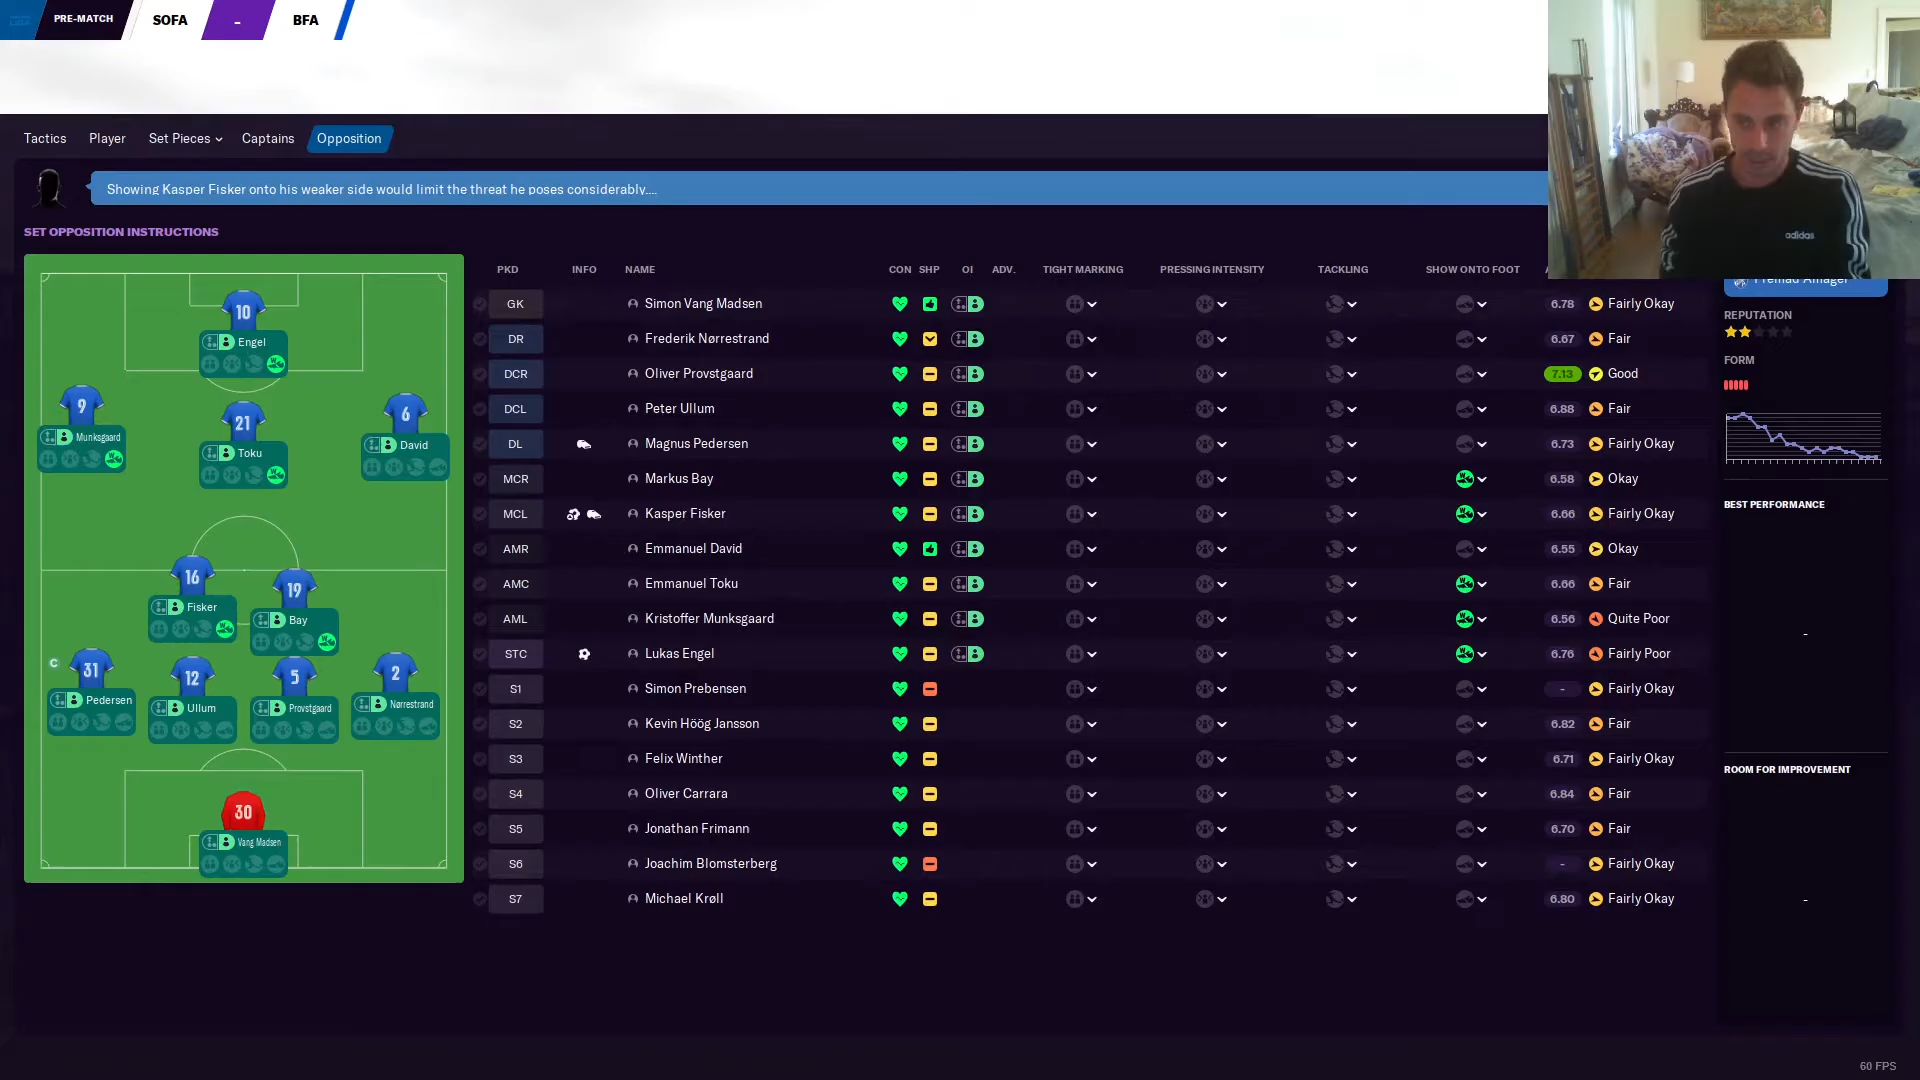 PRE-MATCH SOFA - BFA
Tactics Player Set Pieces Captains Opposition
Showing Kasper Fisker onto his weaker side would limit the threat he poses considerably....
SET OPPOSITION INSTRUCTIONS
10
Engel
9
Munksgaard
21
Toku
6
David
16
Fisker
19
Bay
C
31
Pedersen
12
Ullum
5
Provstgaard
2
Nørrestrand
30
Vang Madsen
PKD INFO NAME CON SHP OI ADV. TIGHT MARKING PRESSING INTENSITY TACKLING SHOW ONTO FOOT
GK Simon Vang Madsen 6.78 Fairly Okay
DR Frederik Nørrestrand 6.67 Fair
DCR Oliver Provstgaard 7.13 Good
DCL Peter Ullum 6.88 Fair
DL Magnus Pedersen 6.73 Fairly Okay
MCR Markus Bay 6.58 Okay
MCL Kasper Fisker 6.66 Fairly Okay
AMR Emmanuel David 6.55 Okay
AMC Emmanuel Toku 6.66 Fair
AML Kristoffer Munksgaard 6.56 Quite Poor
STC Lukas Engel 6.76 Fairly Poor
S1 Simon Prebensen - Fairly Okay
S2 Kevin Höög Jansson 6.82 Fair
S3 Felix Winther 6.71 Fairly Okay
S4 Oliver Carrara 6.84 Fair
S5 Jonathan Frimann 6.70 Fair
S6 Joachim Blomsterberg - Fairly Okay
S7 Michael Krøll 6.80 Fairly Okay
adidas
Fremad Amager
REPUTATION
FORM
BEST PERFORMANCE
-
ROOM FOR IMPROVEMENT
-
60 FPS